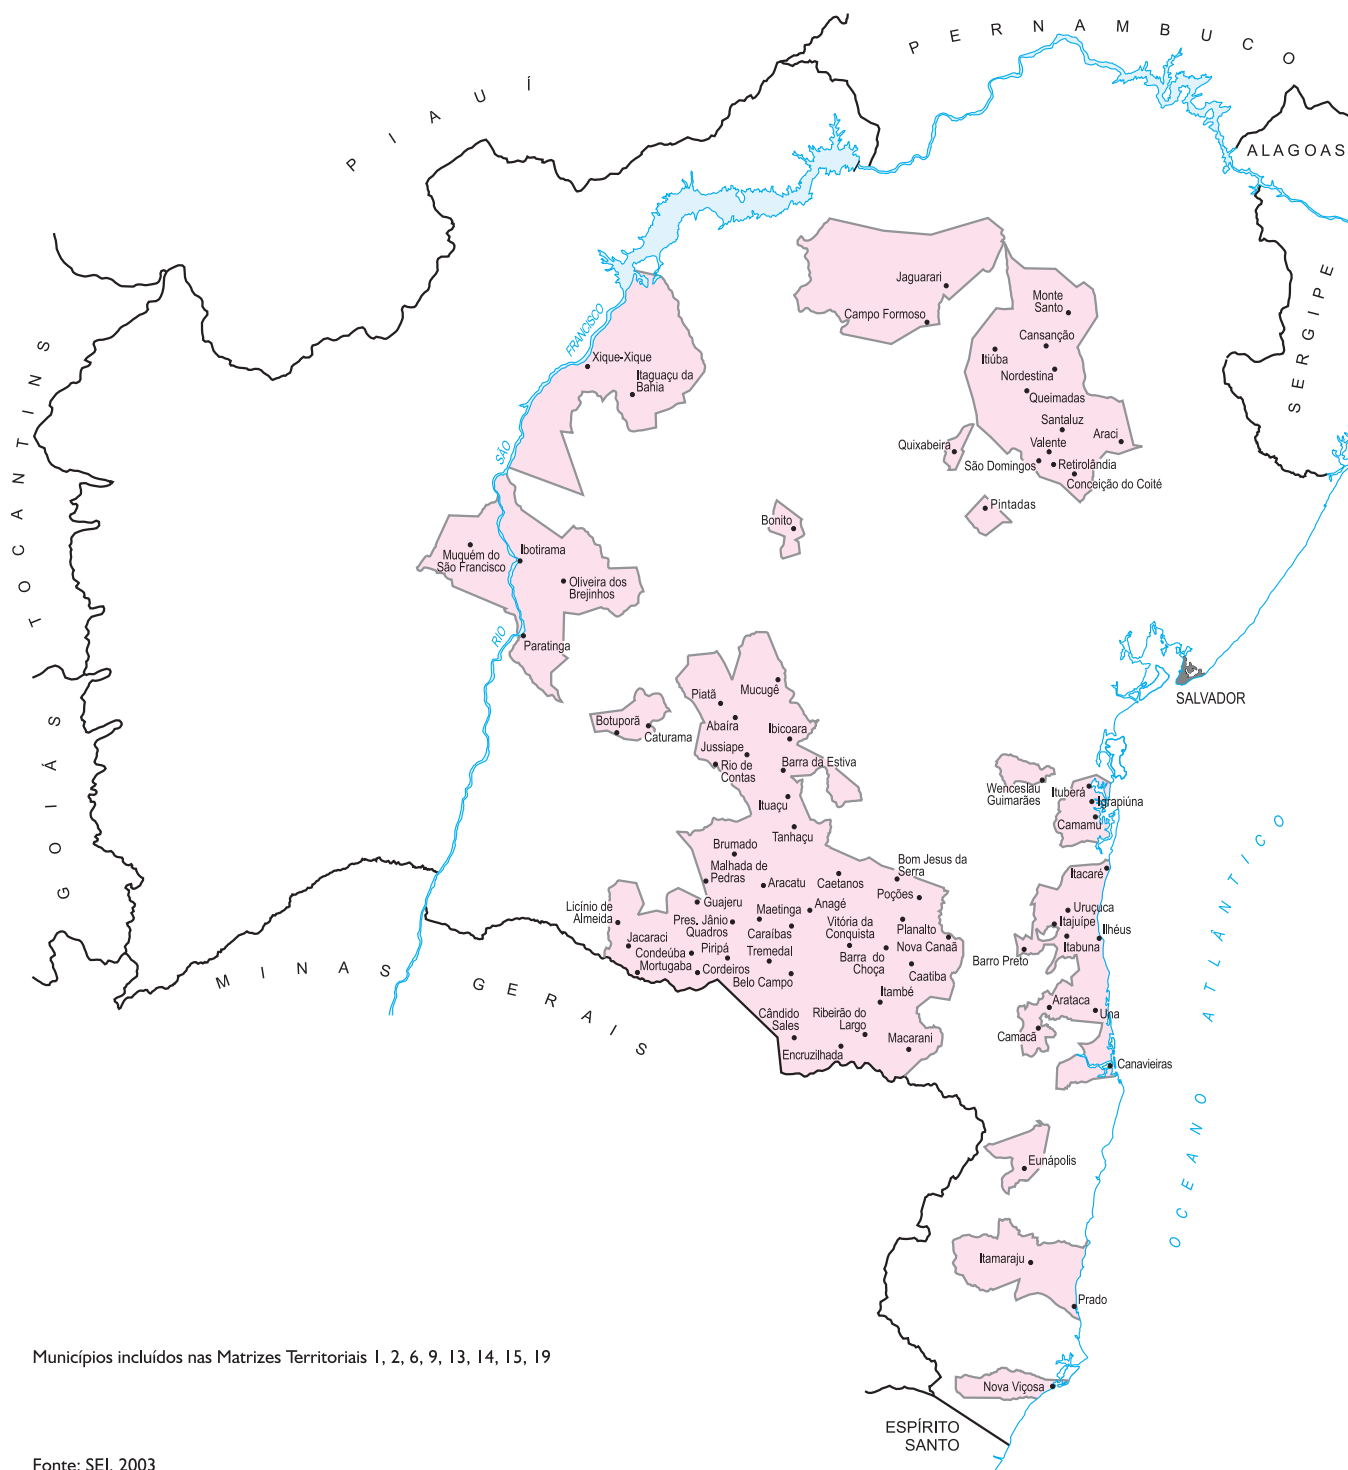 PERNAMBUCO
PIAUÍ
ALAGOAS
SERGIPE
TOCANTINS
GOIÁS
MINAS GERAIS
ESPÍRITO
SANTO
OCEANO ATLÂNTICO
RIO
SÃO
FRANCISCO
SALVADOR
Jaguarari
Campo Formoso
Monte
Santo
Cansanção
Itiúba
Nordestina
Queimadas
Santaluz
Araci
Valente
Quixabeira
São Domingos
Retirolândia
Conceição do Coité
Pintadas
Xique-Xique
Itaguaçu da
Bahia
Bonito
Muquém do
São Francisco
Ibotirama
Oliveira dos
Brejinhos
Paratinga
Botuporã
Caturama
Mucugê
Piatã
Abaíra
Ibicoara
Jussiape
Rio de
Contas
Barra da Estiva
Ituaçu
Tanhaçu
Brumado
Malhada de
Pedras
Aracatu
Caetanos
Bom Jesus da
Serra
Poções
Guajeru
Licínio de
Almeida
Pres. Jânio
Quadros
Maetinga
Anagé
Caraíbas
Vitória da
Conquista
Planalto
Nova Canaã
Jacaraci
Condeúba
Piripá
Tremedal
Barra do
Choça
Caatiba
Mortugaba
Cordeiros
Belo Campo
Itambé
Cândido
Sales
Ribeirão do
Largo
Macarani
Encruzilhada
Wenceslau
Guimarães
Ituberá
Igrapiúna
Camamu
Itacaré
Uruçuca
Itajuípe
Ilhéus
Itabuna
Barro Preto
Arataca
Una
Camacã
Canavieiras
Eunápolis
Itamaraju
Prado
Nova Viçosa
Municípios incluídos nas Matrizes Territoriais 1, 2, 6, 9, 13, 14, 15, 19
Fonte: SEI, 2003